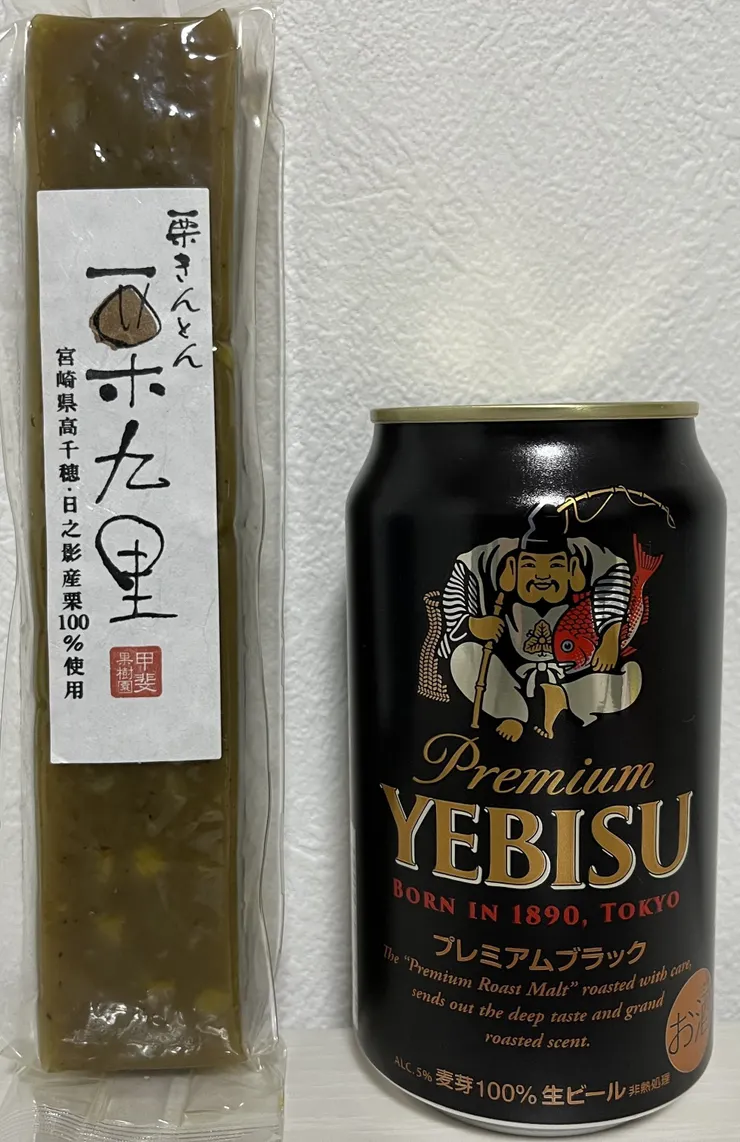 栗きんとん
栗九里
宮崎県高千穂・日之影産栗100%使用
甲斐
果樹園
Premium
YEBISU
BORN IN 1890, TOKYO
プレミアムブラック
The “Premium Roast Malt” roasted with care,
sends out the deep taste and grand
roasted scent.
ALC.5% 麦芽100% 生ビール 非熱処理
お酒